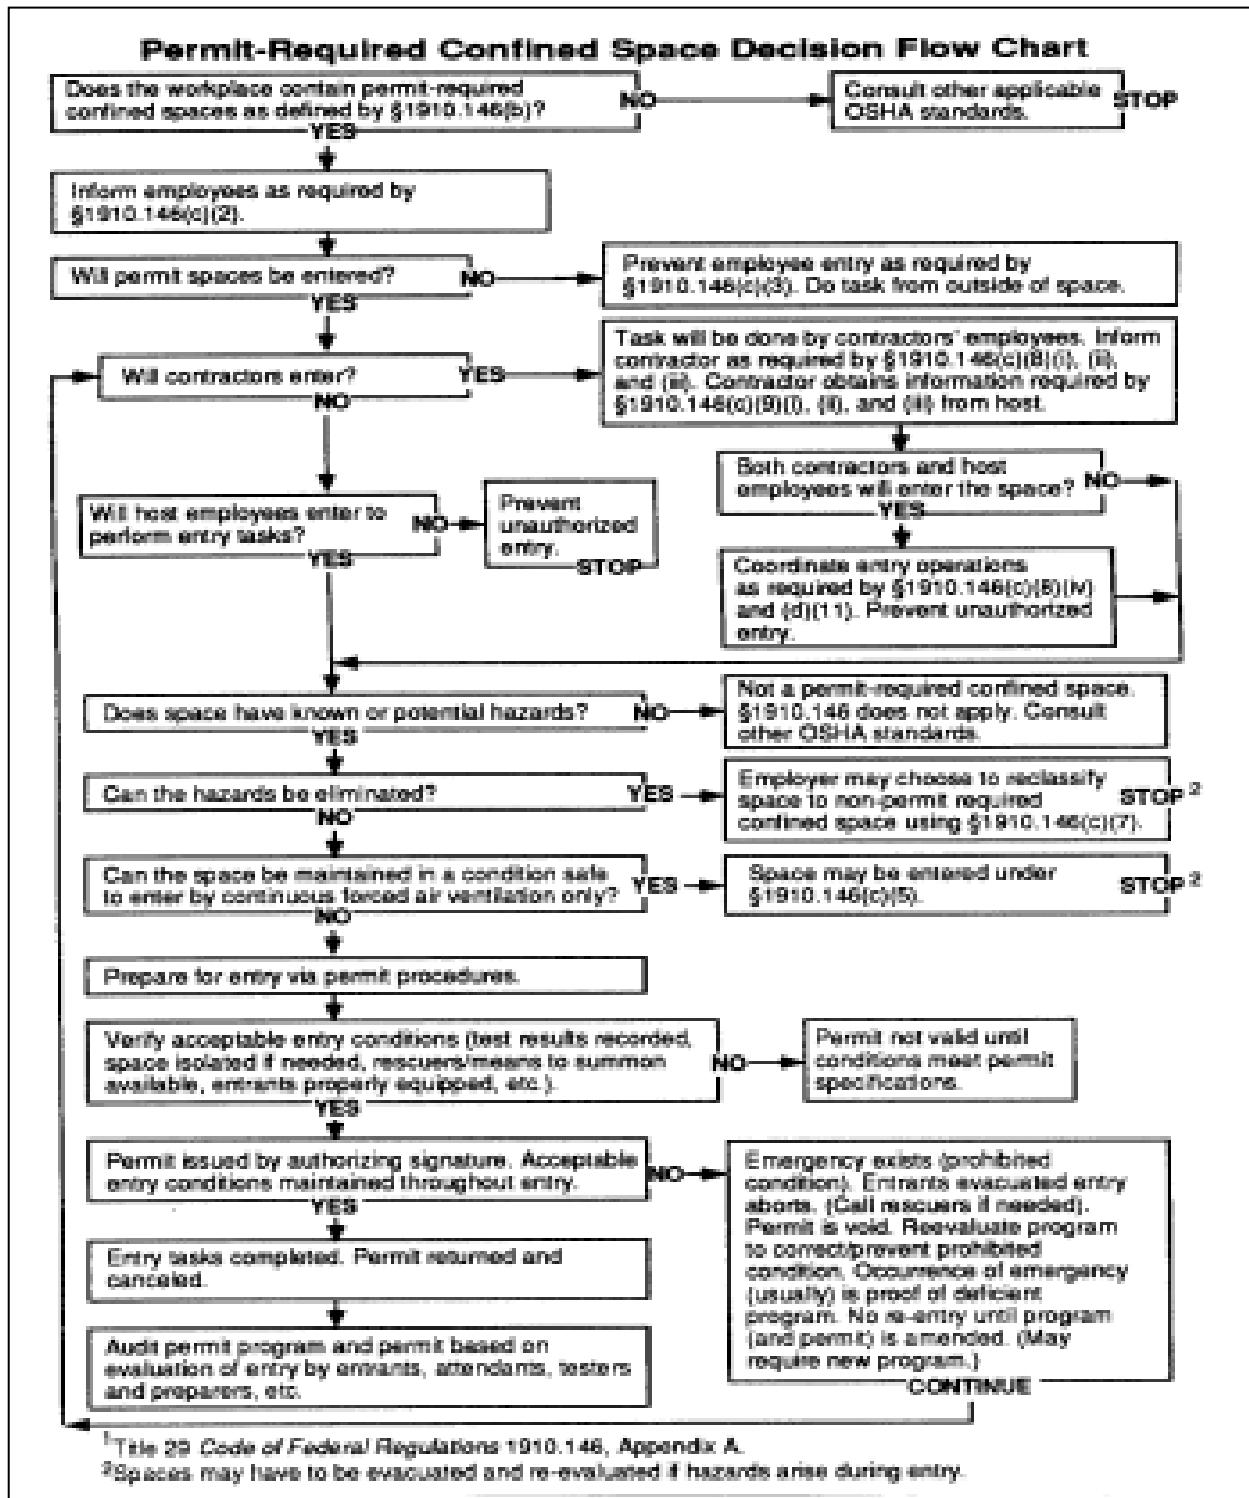 Permit-Required Confined Space Decision Flow Chart
Does the workplace contain permit-required
confined spaces as defined by §1910.146(b)?
NO
Consult other applicable
OSHA standards.
STOP
YES
Inform employees as required by
§1910.146(c)(2).
Will permit spaces be entered?
NO
Prevent employee entry as required by
§1910.146(c)(3). Do task from outside of space.
YES
Will contractors enter?
YES
Task will be done by contractors' employees. Inform
contractor as required by §1910.146(c)(8)(i), (ii),
and (iii). Contractor obtains information required by
§1910.146(c)(9)(i), (ii), and (iii) from host.
NO
Both contractors and host
employees will enter the space?
NO
YES
Will host employees enter to
perform entry tasks?
NO
Prevent
unauthorized
entry.
STOP
YES
Coordinate entry operations
as required by §1910.146(c)(8)(iv)
and (d)(11). Prevent unauthorized
entry.
Does space have known or potential hazards?
NO
Not a permit-required confined space.
§1910.146 does not apply. Consult
other OSHA standards.
YES
Can the hazards be eliminated?
YES
Employer may choose to reclassify
space to non-permit required
confined space using §1910.146(c)(7).
STOP 2
NO
Can the space be maintained in a condition safe
to enter by continuous forced air ventilation only?
YES
Space may be entered under
§1910.146(c)(5).
STOP 2
NO
Prepare for entry via permit procedures.
Verify acceptable entry conditions (test results recorded,
space isolated if needed, rescuers/means to summon
available, entrants properly equipped, etc.).
NO
Permit not valid until
conditions meet permit
specifications.
YES
Permit issued by authorizing signature. Acceptable
entry conditions maintained throughout entry.
NO
Emergency exists (prohibited
condition). Entrants evacuated entry
aborts. (Call rescuers if needed).
Permit is void. Reevaluate program
to correct/prevent prohibited
condition. Occurrence of emergency
(usually) is proof of deficient
program. No re-entry until program
(and permit) is amended. (May
require new program.)
CONTINUE
YES
Entry tasks completed. Permit returned and
canceled.
Audit permit program and permit based on
evaluation of entry by entrants, attendants, testers
and preparers, etc.
1Title 29 Code of Federal Regulations 1910.146, Appendix A.
2Spaces may have to be evacuated and re-evaluated if hazards arise during entry.